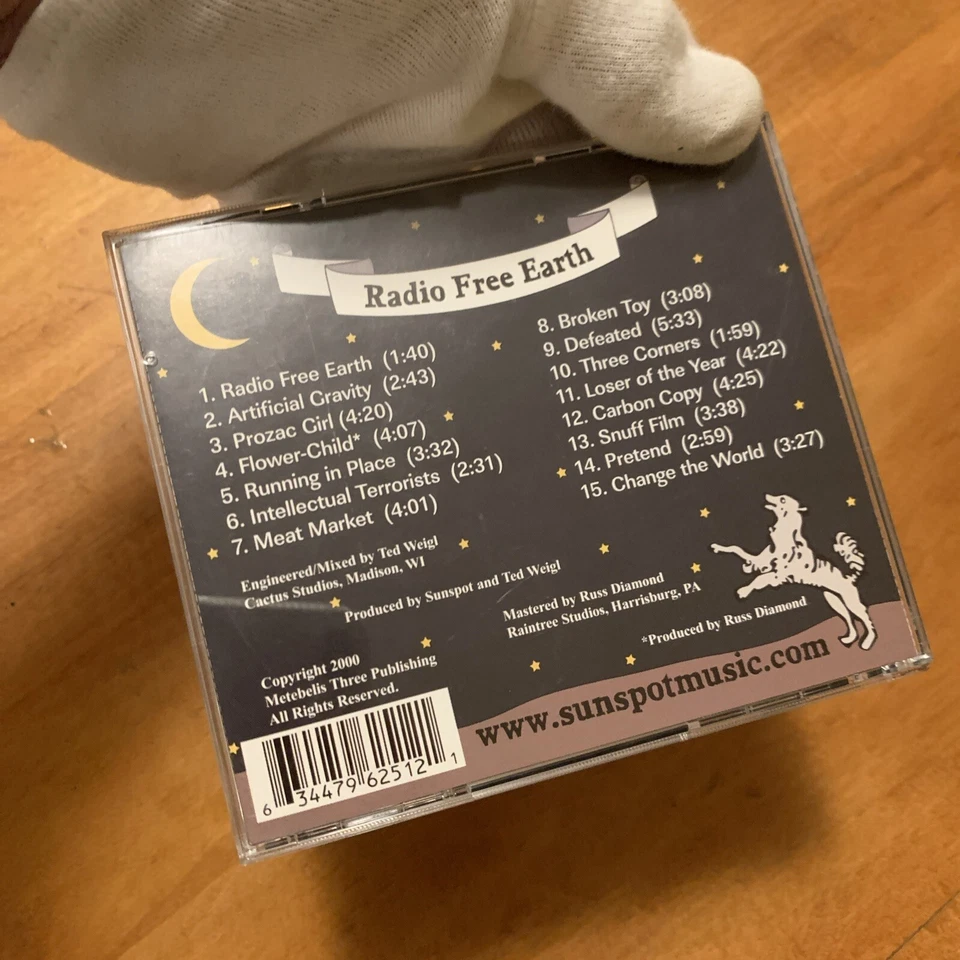 Radio Free Earth
1. Radio Free Earth (1:40)
2. Artificial Gravity (2:43)
3. Prozac Girl (4:20)
4. Flower-Child* (4:07)
5. Running in Place (3:32)
6. Intellectual Terrorists (2:31)
7. Meat Market (4:01)
8. Broken Toy (3:08)
9. Defeated (5:33)
10. Three Corners (1:59)
11. Loser of the Year (4:22)
12. Carbon Copy (4:25)
13. Snuff Film (3:38)
14. Pretend (2:59)
15. Change the World (3:27)
Engineered/Mixed by Ted Weigl
Cactus Studios, Madison, WI
Produced by Sunspot and Ted Weigl
Mastered by Russ Diamond
Raintree Studios, Harrisburg, PA
*Produced by Russ Diamond
Copyright 2000
Metebelis Three Publishing
All Rights Reserved.
www.sunspotmusic.com
6 34479 62512 1